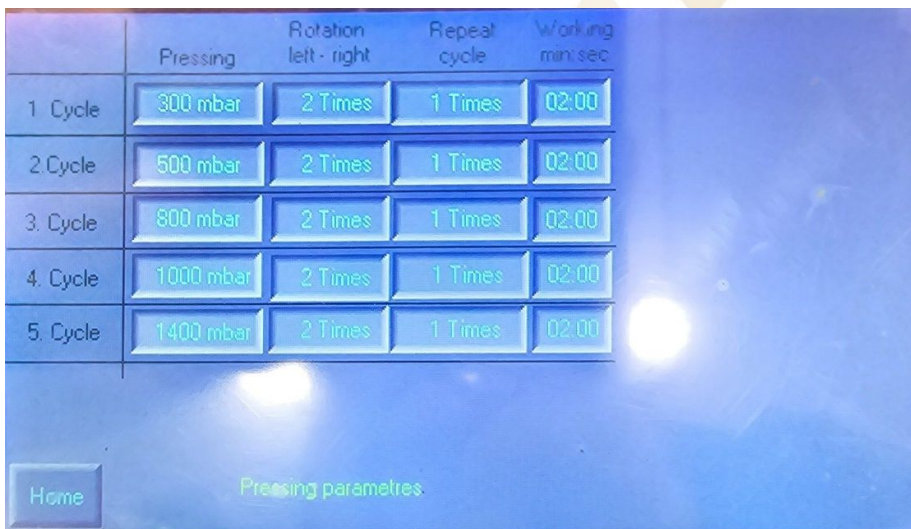 Pressing Rotation left - right Repeat cycle Working min:sec
1. Cycle 300 mbar 2 Times 1 Times 02:00
2.Cycle 500 mbar 2 Times 1 Times 02:00
3. Cycle 800 mbar 2 Times 1 Times 02:00
4. Cycle 1000 mbar 2 Times 1 Times 02:00
5. Cycle 1400 mbar 2 Times 1 Times 02:00
Home Pressing parametres.